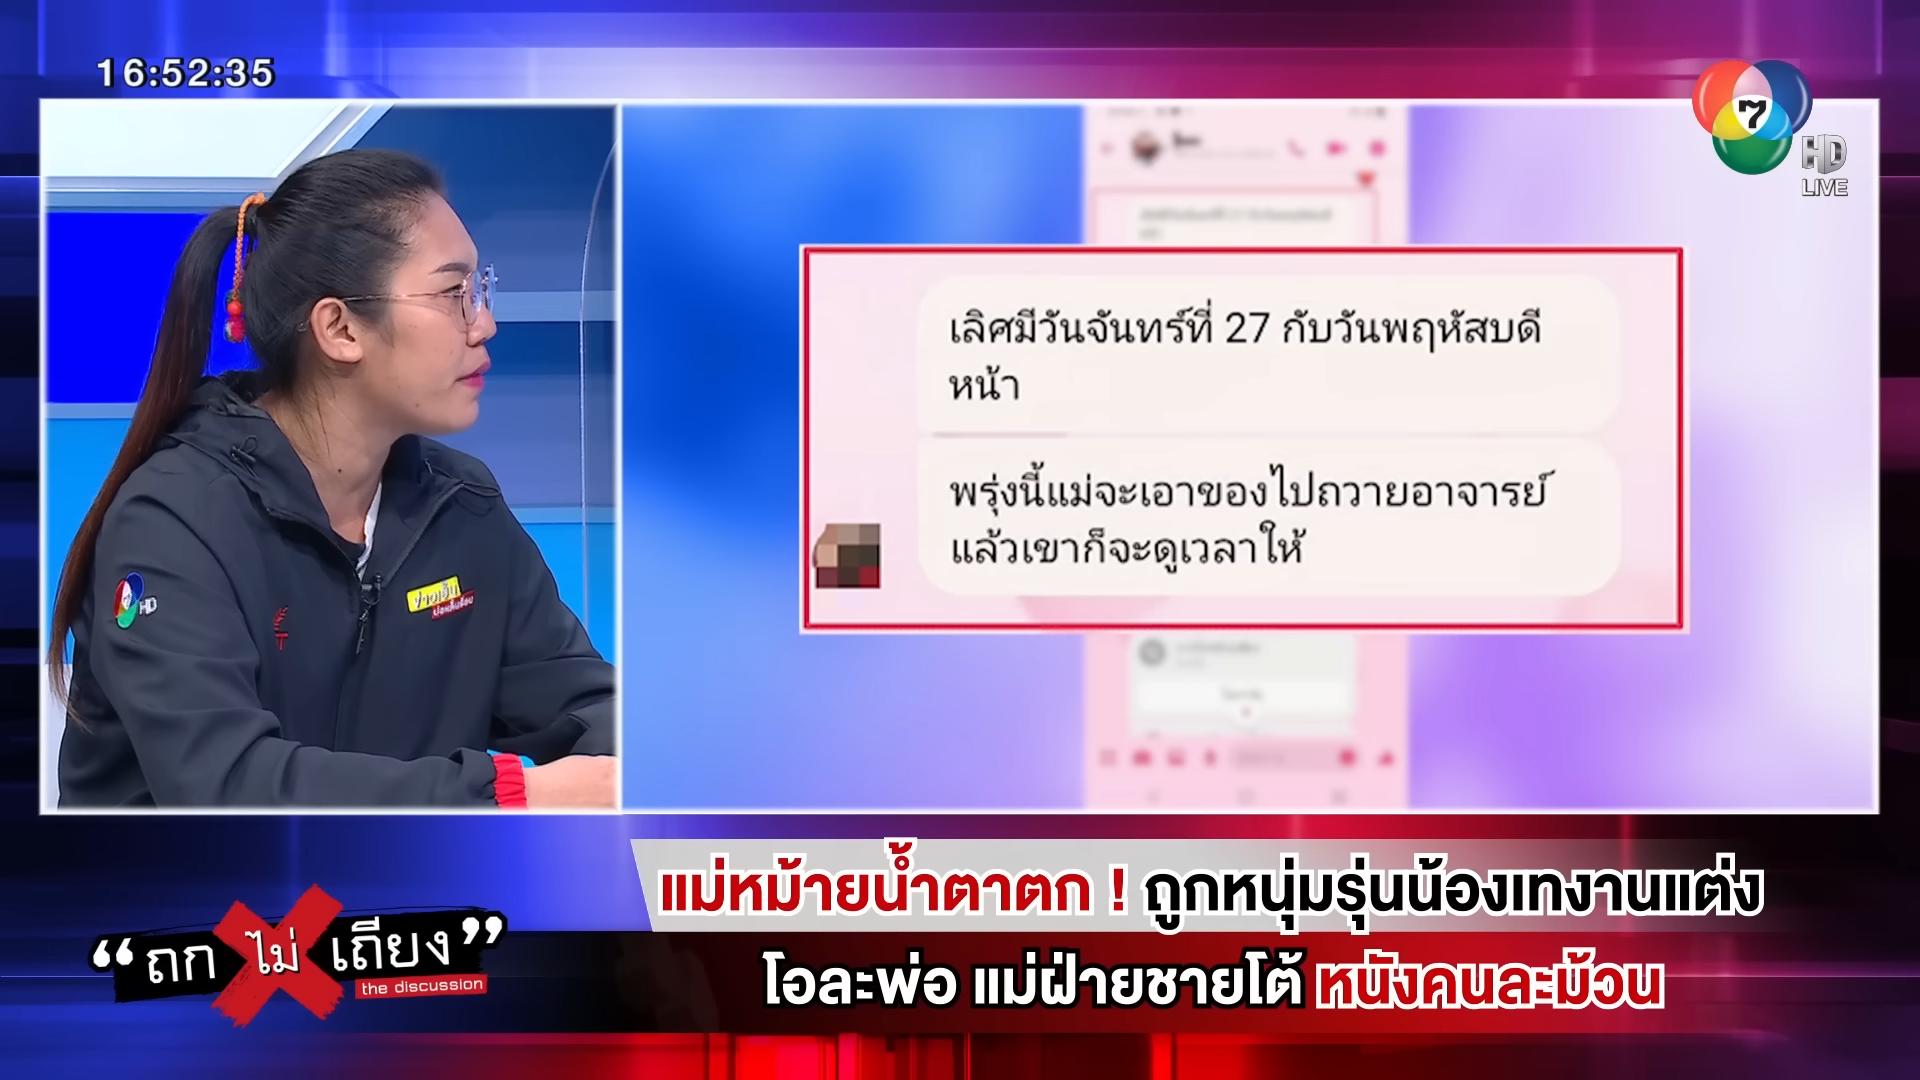 16:52:35
7
HD
LIVE
เลิศมีวันจันทร์ที่ 27 กับวันพฤหัสบดี
หน้า
พรุ่งนี้แม่จะเอาของไปถวายอาจารย์
แล้วเขาก็จะดูเวลาให้
HD
แม่หม้ายน้ำตาตก ! ถูกหนุ่มรุ่นน้องเทงานแต่ง
โอละพ่อ แม่ฝ่ายชายโต้ หนังคนละม้วน
“ถก ไม่ เถียง”
the discussion